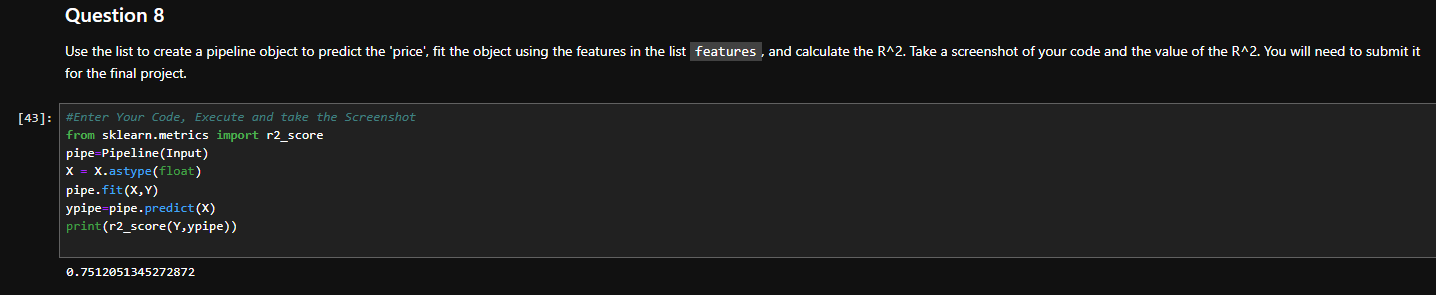 Question 8
Use the list to create a pipeline object to predict the 'price', fit the object using the features in the list features , and calculate the R^2. Take a screenshot of your code and the value of the R^2. You will need to submit it
for the final project.
[43]: #Enter Your Code, Execute and take the Screenshot
from sklearn.metrics import r2_score
pipe=Pipeline(Input)
X = X.astype(float)
pipe.fit(X,Y)
ypipe=pipe.predict(X)
print(r2_score(Y,ypipe))
0.7512051345272872